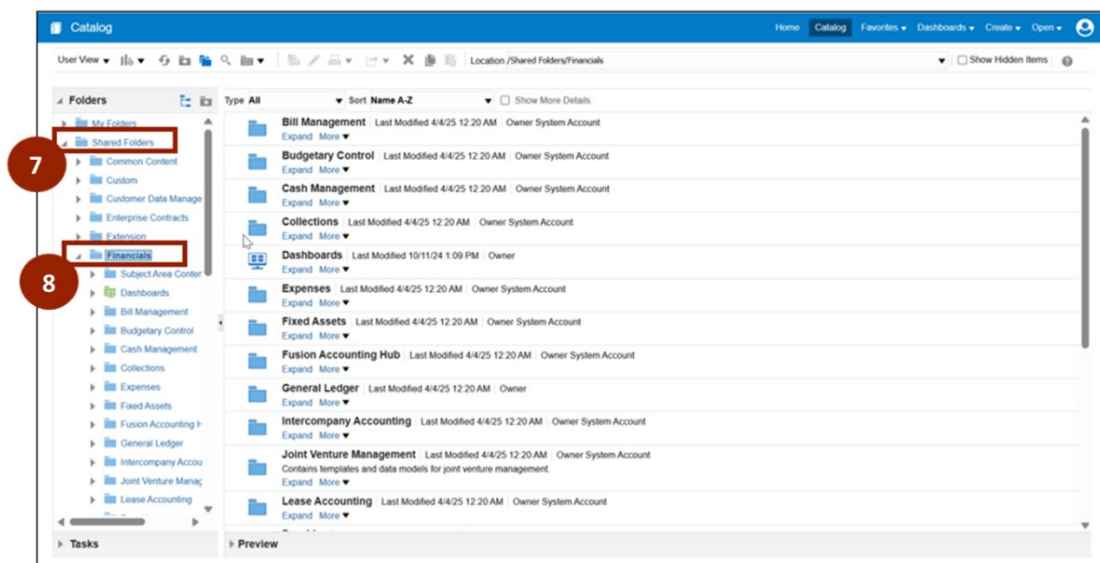 Catalog
Home Catalog Favorites Dashboards Create Open
User View
Location /Shared Folders/Financials
Show Hidden Items
Folders
Type All Sort Name A-Z Show More Details
My Folders
Shared Folders
7
Common Content
Custom
Customer Data Manage
Enterprise Contracts
Extension
Financials
8
Subject Area Conter
Dashboards
Bill Management
Budgetary Control
Cash Management
Collections
Expenses
Fixed Assets
Fusion Accounting H
General Ledger
Intercompany Accou
Joint Venture Manag
Lease Accounting
Tasks
Bill Management Last Modified 4/4/25 12:20 AM Owner System Account
Expand More
Budgetary Control Last Modified 4/4/25 12:20 AM Owner System Account
Expand More
Cash Management Last Modified 4/4/25 12:20 AM Owner System Account
Expand More
Collections Last Modified 4/4/25 12:20 AM Owner System Account
Expand More
Dashboards Last Modified 10/11/24 1:09 PM Owner
Expand More
Expenses Last Modified 4/4/25 12:20 AM Owner System Account
Expand More
Fixed Assets Last Modified 4/4/25 12:20 AM Owner System Account
Expand More
Fusion Accounting Hub Last Modified 4/4/25 12:20 AM Owner System Account
Expand More
General Ledger Last Modified 4/4/25 12:20 AM Owner
Expand More
Intercompany Accounting Last Modified 4/4/25 12:20 AM Owner System Account
Expand More
Joint Venture Management Last Modified 4/4/25 12:20 AM Owner System Account
Contains templates and data models for joint venture management.
Expand More
Lease Accounting Last Modified 4/4/25 12:20 AM Owner System Account
Expand More
Preview